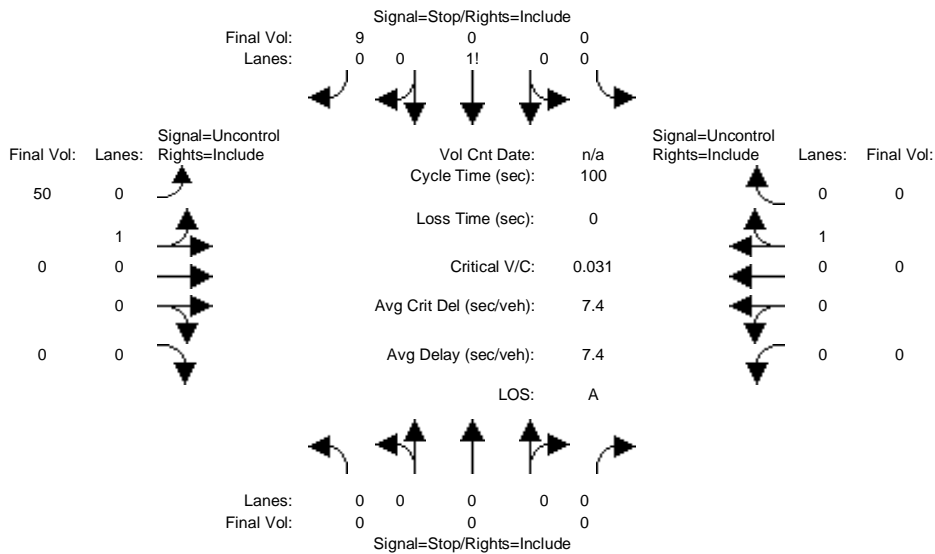 Signal=Stop/Rights=Include
Final Vol: 9 0 0
Lanes: 0 0 1! 0 0
Signal=Uncontrol Signal=Uncontrol
Final Vol: Lanes: Rights=Include Vol Cnt Date: n/a Rights=Include Lanes: Final Vol:
Cycle Time (sec): 100
50 0 0 0
Loss Time (sec): 0
1 1
0 0 Critical V/C: 0.031 0 0
0 Avg Crit Del (sec/veh): 7.4 0
0 0 Avg Delay (sec/veh): 7.4 0 0
LOS: A
Lanes: 0 0 0 0 0
Final Vol: 0 0 0
Signal=Stop/Rights=Include